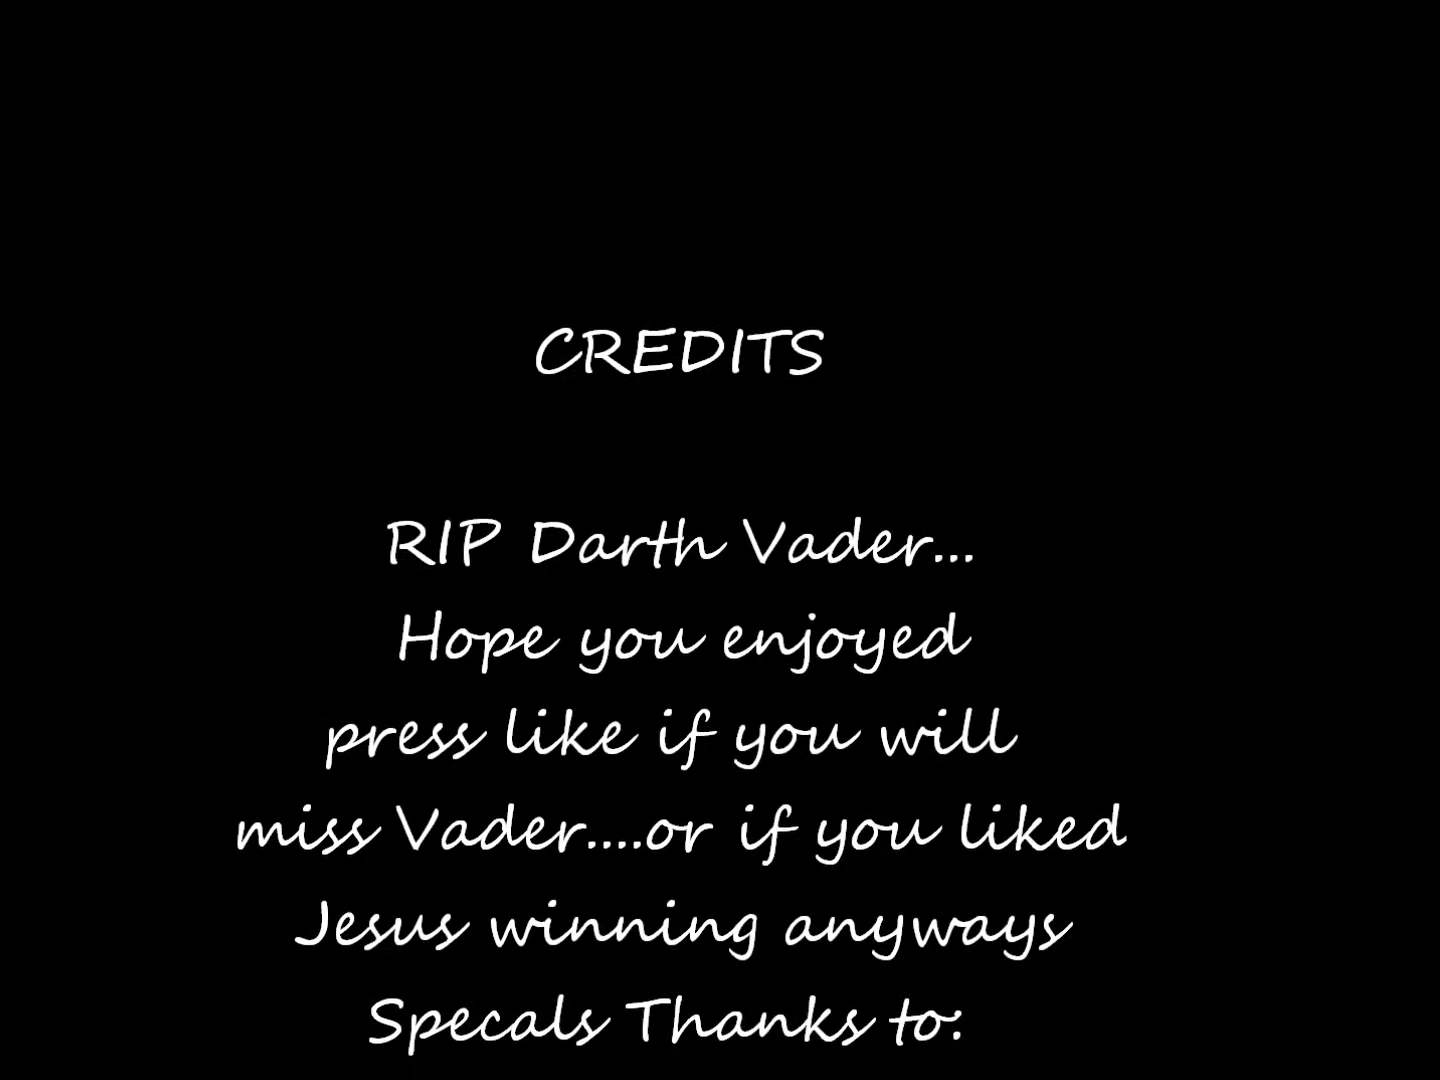 CREDITS
RIP Darth Vader...
Hope you enjoyed
press like if you will
miss Vader....or if you liked
Jesus winning anyways
Specals Thanks to: